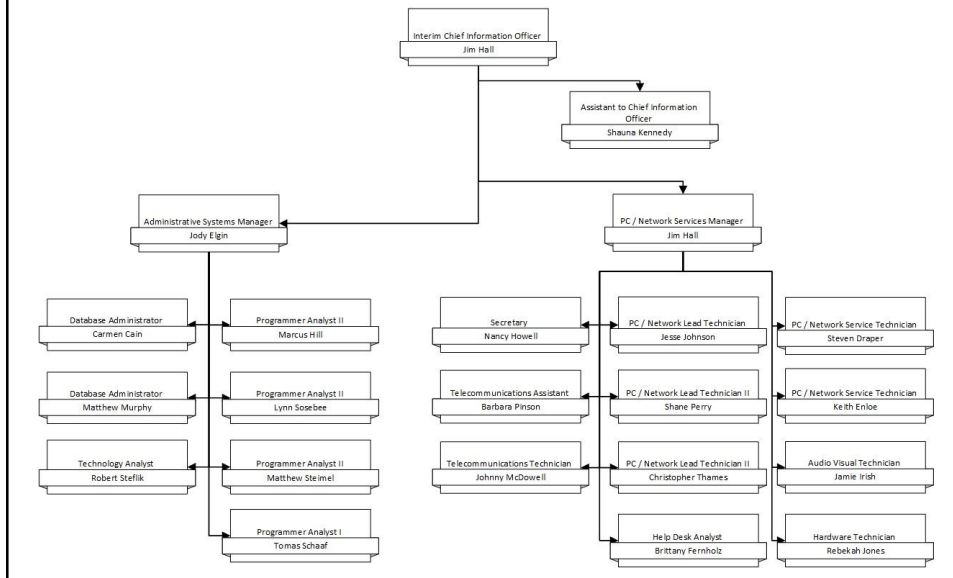 Interim Chief Information Officer
Jim Hall
Assistant to Chief Information
Officer
Shauna Kennedy
Administrative Systems Manager
Jody Elgin
PC / Network Services Manager
Jim Hall
Database Administrator
Carmen Cain
Programmer Analyst II
Marcus Hill
Database Administrator
Matthew Murphy
Programmer Analyst II
Lynn Sosebee
Technology Analyst
Robert Steflik
Programmer Analyst II
Matthew Steimel
Programmer Analyst I
Tomas Schaaf
Secretary
Nancy Howell
PC / Network Lead Technician
Jesse Johnson
PC / Network Service Technician
Steven Draper
Telecommunications Assistant
Barbara Pinson
PC / Network Lead Technician II
Shane Perry
PC / Network Service Technician
Keith Enloe
Telecommunications Technician
Johnny McDowell
PC / Network Lead Technician II
Christopher Thames
Audio Visual Technician
Jamie Irish
Help Desk Analyst
Brittany Fernholz
Hardware Technician
Rebekah Jones